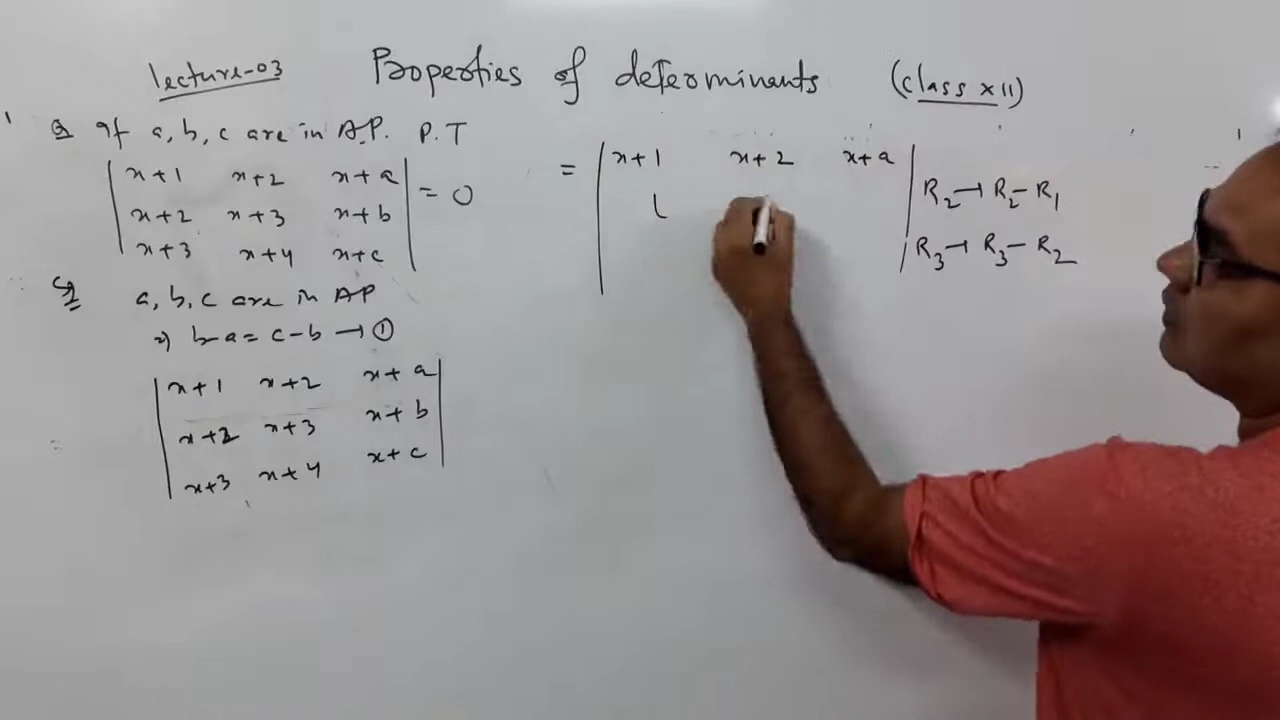 lecture-03 Properties of determinants (class XII)
Q If a, b, c are in A.P. P.T
| x+1 x+2 x+a |
| x+2 x+3 x+b | = 0
| x+3 x+4 x+c |
a, b, c are in AP
⇒ b-a = c-b → ①
| x+1 x+2 x+a |
| x+2 x+3 x+b |
| x+3 x+4 x+c |
= | x+1 x+2 x+a |
| 1 | R₂→R₂-R₁
| | R₃→R₃-R₂